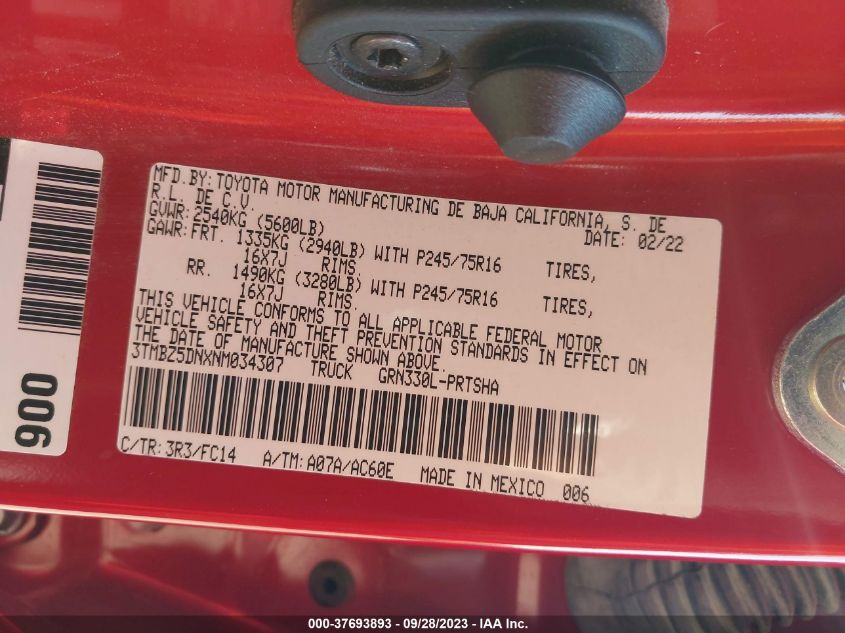 MFD.BY:TOYOTA MOTOR MANUFACTURING DE BAJA CALIFORNIA, S. DE
R.L. DE C.V.
DATE: 02/22
GVWR:2540KG (5600LB)
GAWR:FRT. 1335KG (2940LB) WITH P245/75R16 TIRES,
16X7J RIMS.
RR. 1490KG (3280LB) WITH P245/75R16 TIRES,
16X7J RIMS.
THIS VEHICLE CONFORMS TO ALL APPLICABLE FEDERAL MOTOR
VEHICLE SAFETY AND THEFT PREVENTION STANDARDS IN EFFECT ON
THE DATE OF MANUFACTURE SHOWN ABOVE.
3TMBZ5DNXNM034307 TRUCK GRN330L-PRTSHA
C/TR:3R3/FC14 A/TM:A07A/AC60E MADE IN MEXICO 006
900
000-37693893 / 09/28/2023 - IAA Inc.